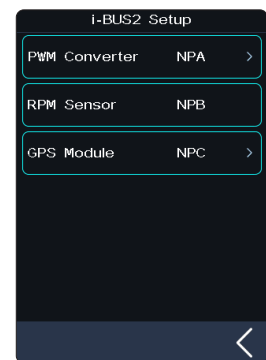 i-BUS2 Setup
PWM Converter NPA >
RPM Sensor NPB
GPS Module NPC >